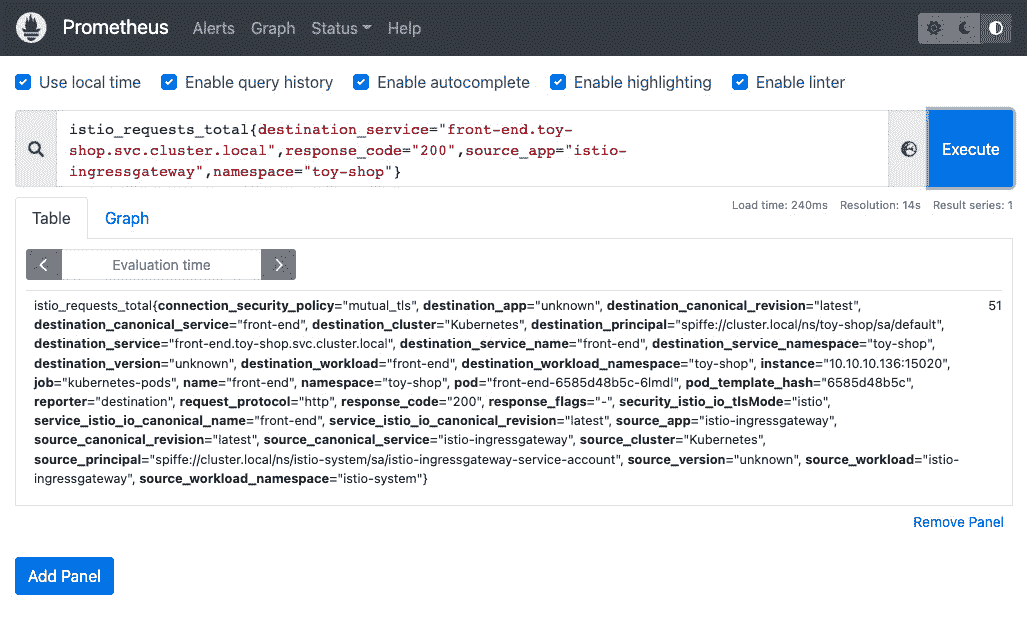 Prometheus Alerts Graph Status Help
Use local time Enable query history Enable autocomplete Enable highlighting Enable linter
istio_requests_total{destination_service="front-end.toy-
shop.svc.cluster.local",response_code="200",source_app="istio-
ingressgateway",namespace="toy-shop"}
Execute
Load time: 240ms Resolution: 14s Result series: 1
Table Graph
Evaluation time
istio_requests_total{connection_security_policy="mutual_tls", destination_app="unknown", destination_canonical_revision="latest", 51
destination_canonical_service="front-end", destination_cluster="Kubernetes", destination_principal="spiffe://cluster.local/ns/toy-shop/sa/default",
destination_service="front-end.toy-shop.svc.cluster.local", destination_service_name="front-end", destination_service_namespace="toy-shop",
destination_version="unknown", destination_workload="front-end", destination_workload_namespace="toy-shop", instance="10.10.10.136:15020",
job="kubernetes-pods", name="front-end", namespace="toy-shop", pod="front-end-6585d48b5c-6lmdl", pod_template_hash="6585d48b5c",
reporter="destination", request_protocol="http", response_code="200", response_flags="-", security_istio_io_tlsMode="istio",
service_istio_io_canonical_name="front-end", service_istio_io_canonical_revision="latest", source_app="istio-ingressgateway",
source_canonical_revision="latest", source_canonical_service="istio-ingressgateway", source_cluster="Kubernetes",
source_principal="spiffe://cluster.local/ns/istio-system/sa/istio-ingressgateway-service-account", source_version="unknown", source_workload="istio-
ingressgateway", source_workload_namespace="istio-system"}
Remove Panel
Add Panel